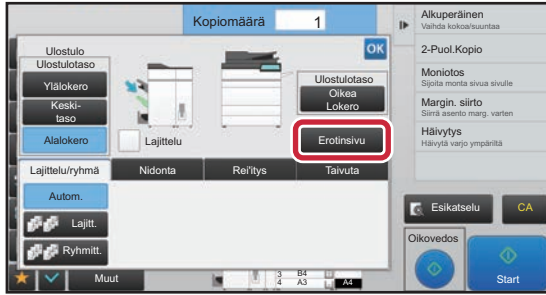 Kopiomäärä
1
Alkuperäinen
Vaihda kokoa/suuntaa
2-Puol.Kopio
Moniotos
Sijoita monta sivua sivulle
Margin. siirto
Siirrä asento marg. varten
Häivytys
Häivytä varjo ympäriltä
Ulostulo
OK
Ulostulotaso
Ylälokero
Keski-
taso
Alalokero
Lajittelu
Ulostulotaso
Oikea
Lokero
Erotinsivu
Lajittelu/ryhmä
Nidonta
Rei'itys
Taivuta
Autom.
Lajitt.
Ryhmitt.
Esikatselu
CA
Oikovedos
Start
Muut
3 B4
4 A3
A4